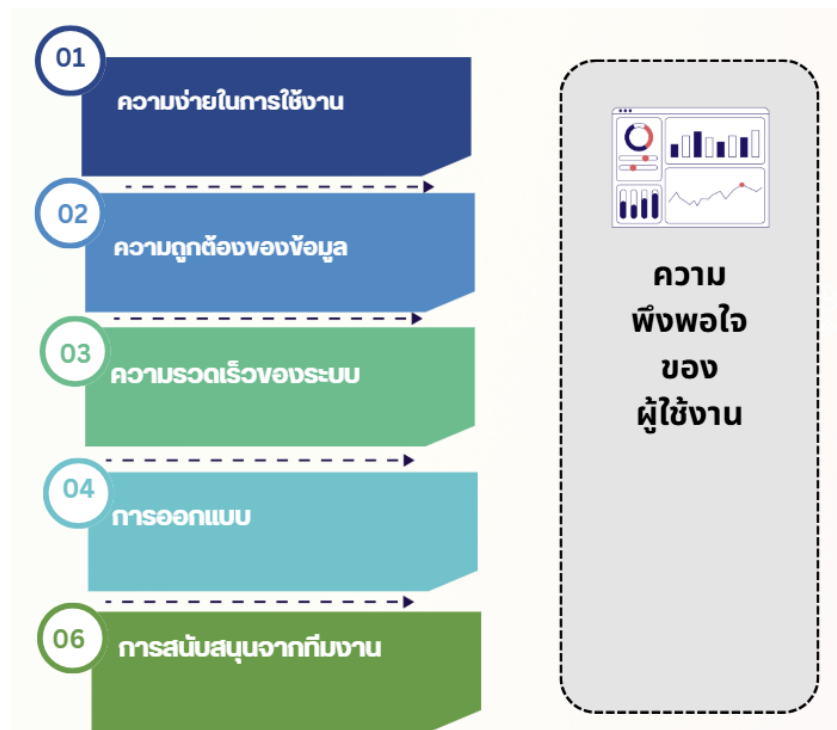 01
ความง่ายในการใช้งาน
02
ความถูกต้องของข้อมูล
03
ความรวดเร็วของระบบ
04
การออกแบบ
06
การสนับสนุนจากทีมงาน
ความ
พึงพอใจ
ของ
ผู้ใช้งาน